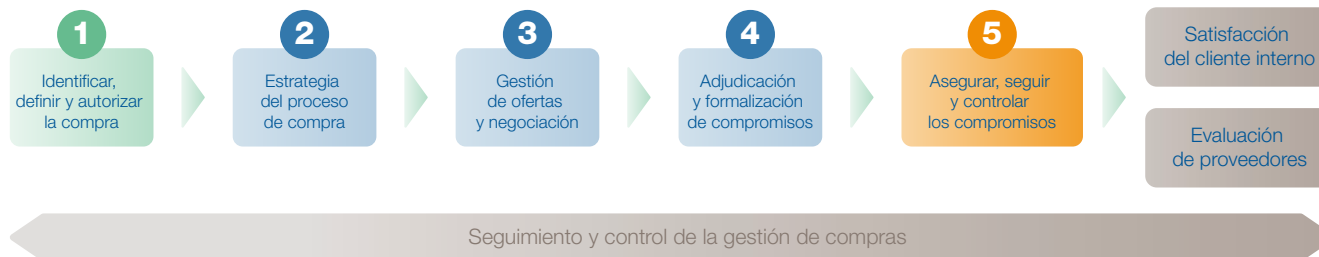 1
Identificar,
definir y autorizar
la compra
2
Estrategia
del proceso
de compra
3
Gestión
de ofertas
y negociación
4
Adjudicación
y formalización
de compromisos
5
Asegurar, seguir
y controlar
los compromisos
Satisfacción
del cliente interno
Evaluación
de proveedores
Seguimiento y control de la gestión de compras